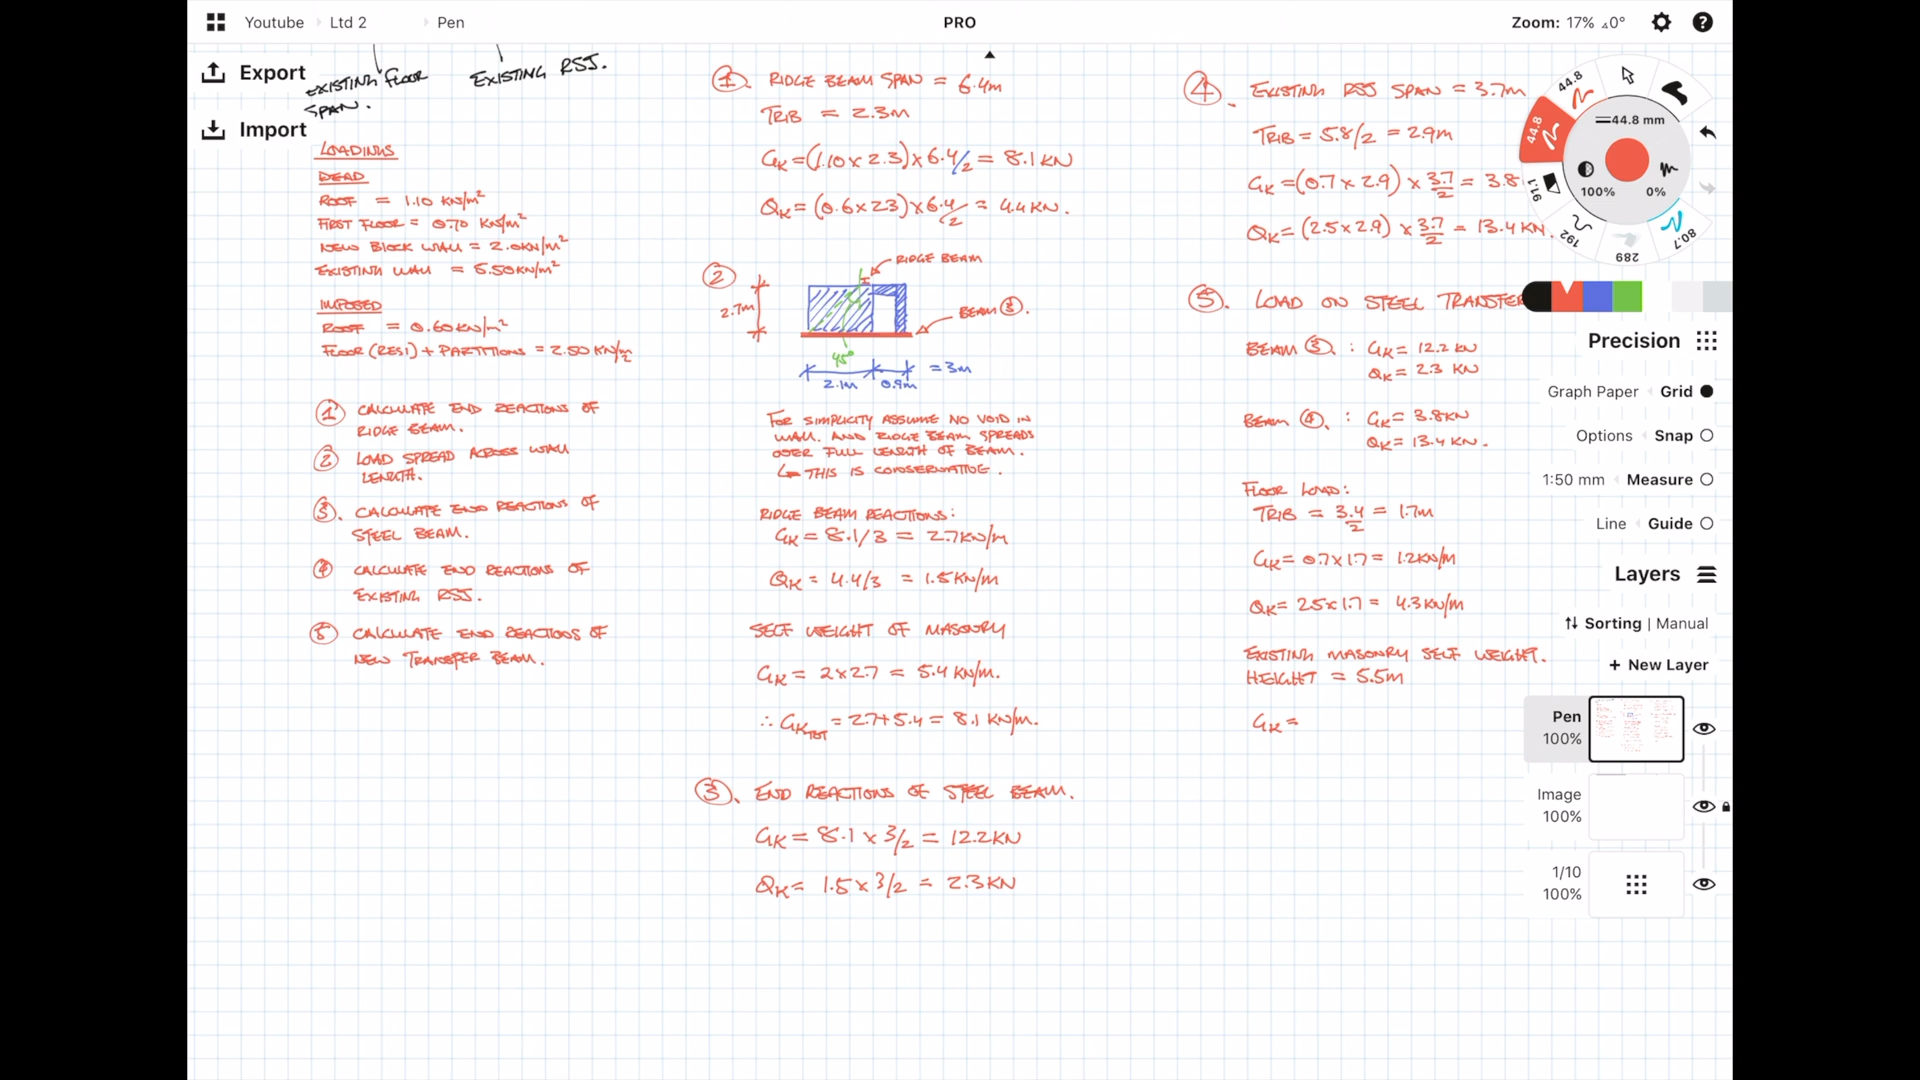 Youtube Ltd 2 Pen
PRO
Zoom: 17% 0°
Export
Import
EXISTING FLOOR
SPAN.
EXISTING RSJ.
LOADINGS
DEAD
ROOF = 1.10 KN/m²
FIRST FLOOR = 0.70 KN/m²
NEW BLOCK WALL = 2.0KN/m²
EXISTING WALL = 5.50KN/m²
IMPOSED
ROOF = 0.60KN/m²
FLOOR (RESI) + PARTITIONS = 2.50 KN/m²
① CALCULATE END REACTIONS OF
RIDGE BEAM.
② LOAD SPREAD ACROSS WALL
LENGTH.
③. CALCULATE END REACTIONS OF
STEEL BEAM.
④ CALCULATE END REACTIONS OF
EXISTING RSJ.
⑤ CALCULATE END REACTIONS OF
NEW TRANSFER BEAM.
①. RIDGE BEAM SPAN = 6.4m
TRIB = 2.3m
GK = (1.10 x 2.3) x 6.4/2 = 8.1KN
QK = (0.6 x 23) x 6.4/2 = 4.4KN.
②
RIDGE BEAM
2.7m
BEAM ③.
45°
2.1m 0.9m = 3m
FOR SIMPLICITY ASSUME NO VOID IN
WALL. AND RIDGE BEAM SPREADS
OVER FULL LENGTH OF BEAM.
↳ THIS IS CONSERVATIVE.
RIDGE BEAM REACTIONS:
GK = 8.1/3 = 2.7KN/m
QK = 4.4/3 = 1.5KN/m
SELF WEIGHT OF MASONRY
GK = 2 x 2.7 = 5.4 KN/m.
∴ GK TOT = 2.7 + 5.4 = 8.1 KN/m.
③. END REACTIONS OF STEEL BEAM.
GK = 8.1 x 3/2 = 12.2KN
QK = 1.5 x 3/2 = 2.3KN
④. EXISTING RSJ SPAN = 3.7m
TRIB = 5.8/2 = 2.9m
GK = (0.7 x 2.9) x 3.7/2 = 3.8
QK = (2.5 x 2.9) x 3.7/2 = 13.4KN.
⑤. LOAD ON STEEL TRANSFER
BEAM ③. : GK = 12.2 KN
QK = 2.3 KN
BEAM ④. : GK = 3.8KN
QK = 13.4 KN.
FLOOR LOAD:
TRIB = 3.4/2 = 1.7m
GK = 0.7 x 1.7 = 1.2KN/m
QK = 25 x 1.7 = 4.3KN/m
EXISTING MASONRY SELF WEIGHT.
HEIGHT = 5.5m
GK =
44.8
44.8
44.8 mm
100% 0%
9.1
192
289
80.7
Precision
Graph Paper Grid
Options Snap
1:50 mm Measure
Line Guide
Layers
Sorting | Manual
+ New Layer
Pen
100%
Image
100%
1/10
100%